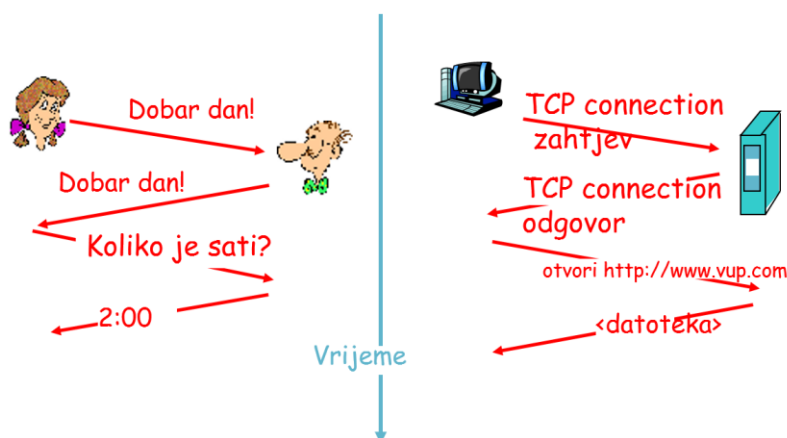 Dobar dan!
Dobar dan!
Koliko je sati?
2:00
Vrijeme
TCP connection
zahtjev
TCP connection
odgovor
otvori http://www.vup.com
<datoteka>